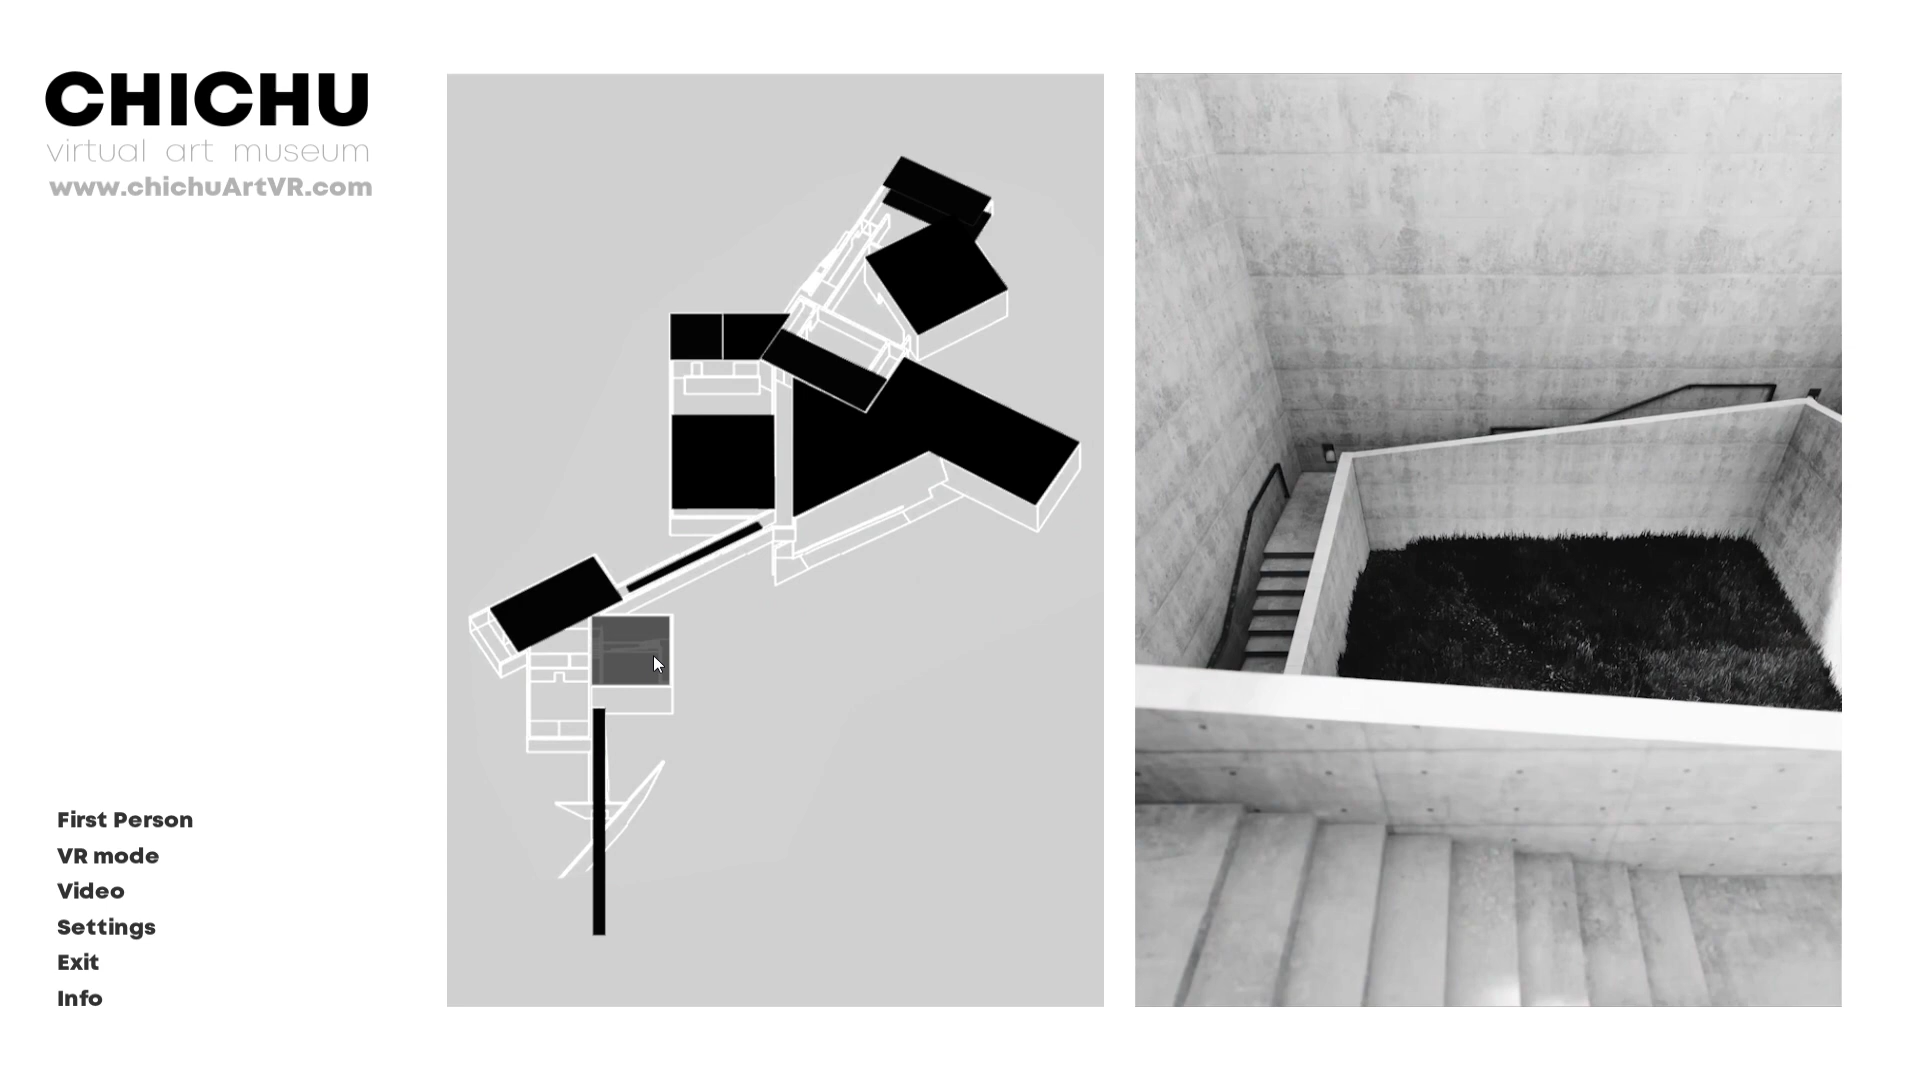 CHICHU
virtual art museum
www.chichuArtVR.com
First Person
VR mode
Video
Settings
Exit
Info